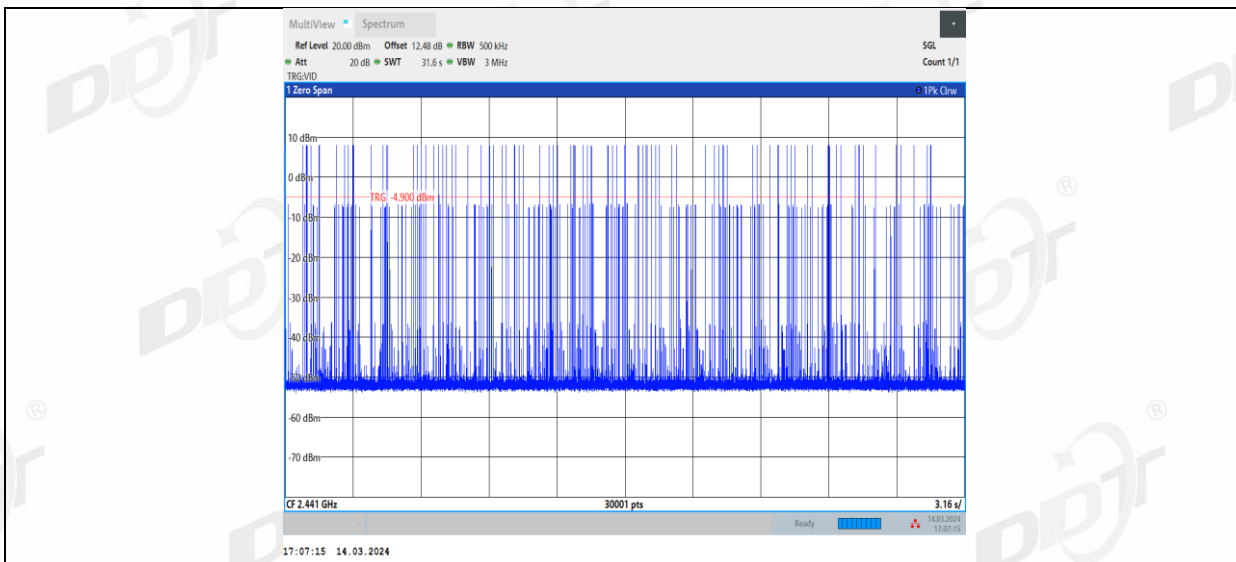 MultiView Spectrum
Ref Level 20.00 dBm Offset 12.48 dB RBW 500 kHz SGL
Att 20 dB SWT 31.6 s VBW 3 MHz Count 1/1
TRG:VID
1 Zero Span 1Pk Clrw
10 dBm
0 dBm
TRG -4.900 dBm
-10 dBm
-20 dBm
-30 dBm
-40 dBm
-50 dBm
-60 dBm
-70 dBm
CF 2.441 GHz 30001 pts 3.16 s/
Ready 14.03.2024
17:07:15
17:07:15 14.03.2024
DDT